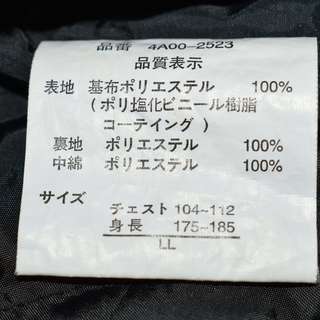 品番 4A00-2523
品質表示
表地 基布ポリエステル 100%
(ポリ塩化ビニール樹脂
コーテイング)
裏地 ポリエステル 100%
中綿 ポリエステル 100%
サイズ
チェスト 104~112
身長 175~185
LL